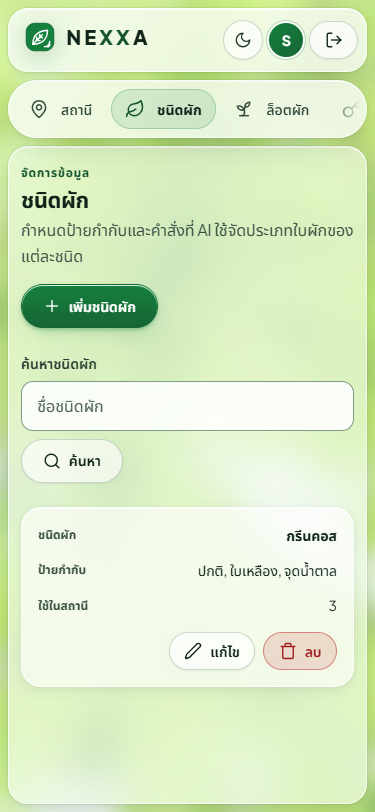 NEXXA
S
สถานี
ชนิดผัก
ล็อตผัก
จัดการข้อมูล
ชนิดผัก
กำหนดป้ายกำกับและคำสั่งที่ AI ใช้จัดประเภทใบผักของ
แต่ละชนิด
เพิ่มชนิดผัก
ค้นหาชนิดผัก
ชื่อชนิดผัก
ค้นหา
ชนิดผัก
กรีนคอส
ป้ายกำกับ
ปกติ, ใบเหลือง, จุดน้ำตาล
ใช้ในสถานี
3
แก้ไข
ลบ